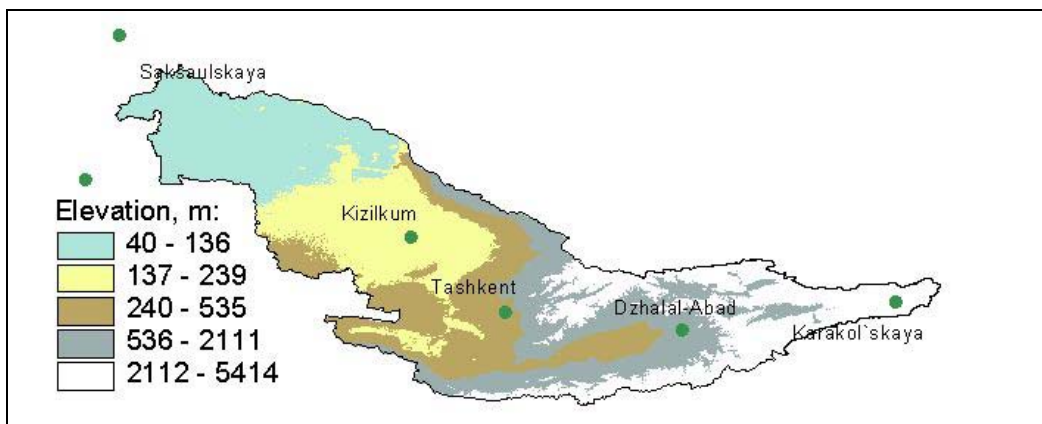 Saksaulskaya
Kizilkum
Tashkent
Dzhalal-Abad
Karakol`skaya
Elevation, m:
40 - 136
137 - 239
240 - 535
536 - 2111
2112 - 5414